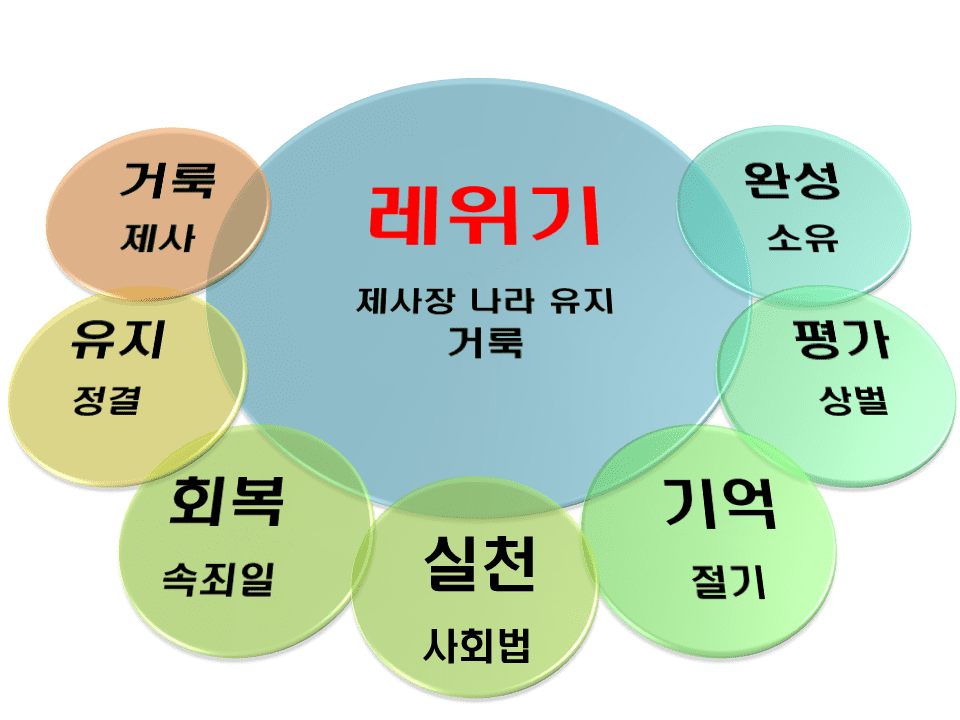 레위기
제사장 나라 유지
거룩
거룩
제사
유지
정결
회복
속죄일
실천
사회법
기억
절기
평가
상벌
완성
소유